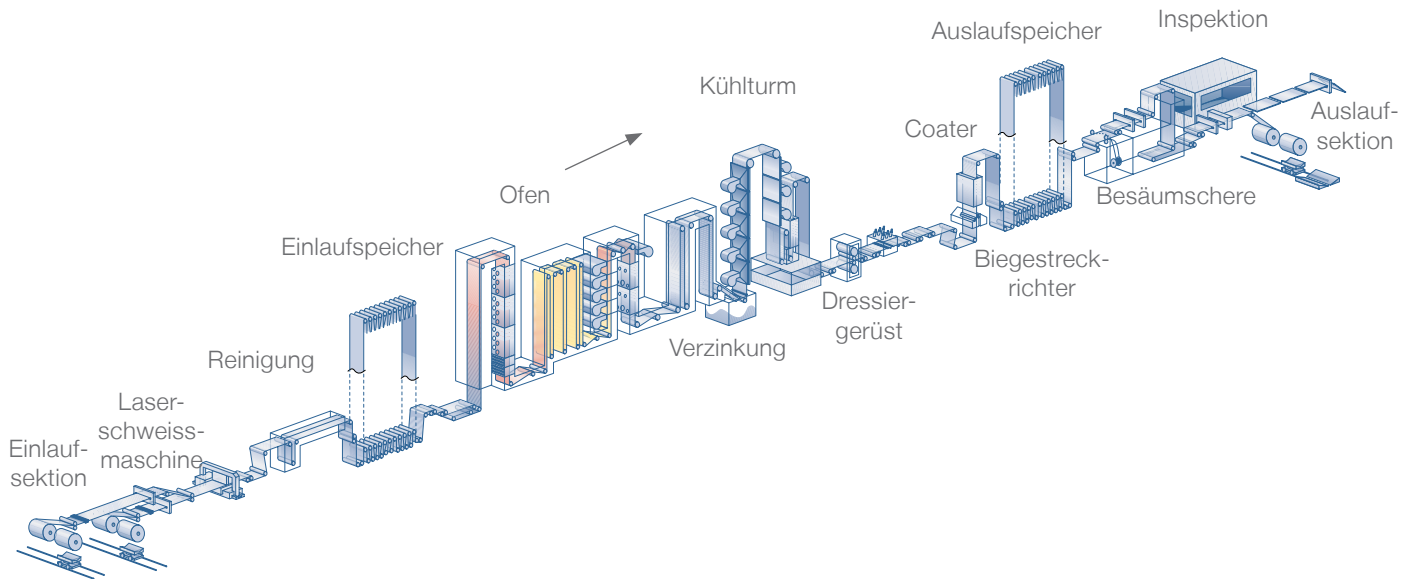 Einlauf-
sektion
Laser-
schweiss-
maschine
Reinigung
Einlaufspeicher
Ofen
Verzinkung
Kühlturm
Dressier-
gerüst
Biegestreck-
richter
Coater
Auslaufspeicher
Besäumschere
Inspektion
Auslauf-
sektion